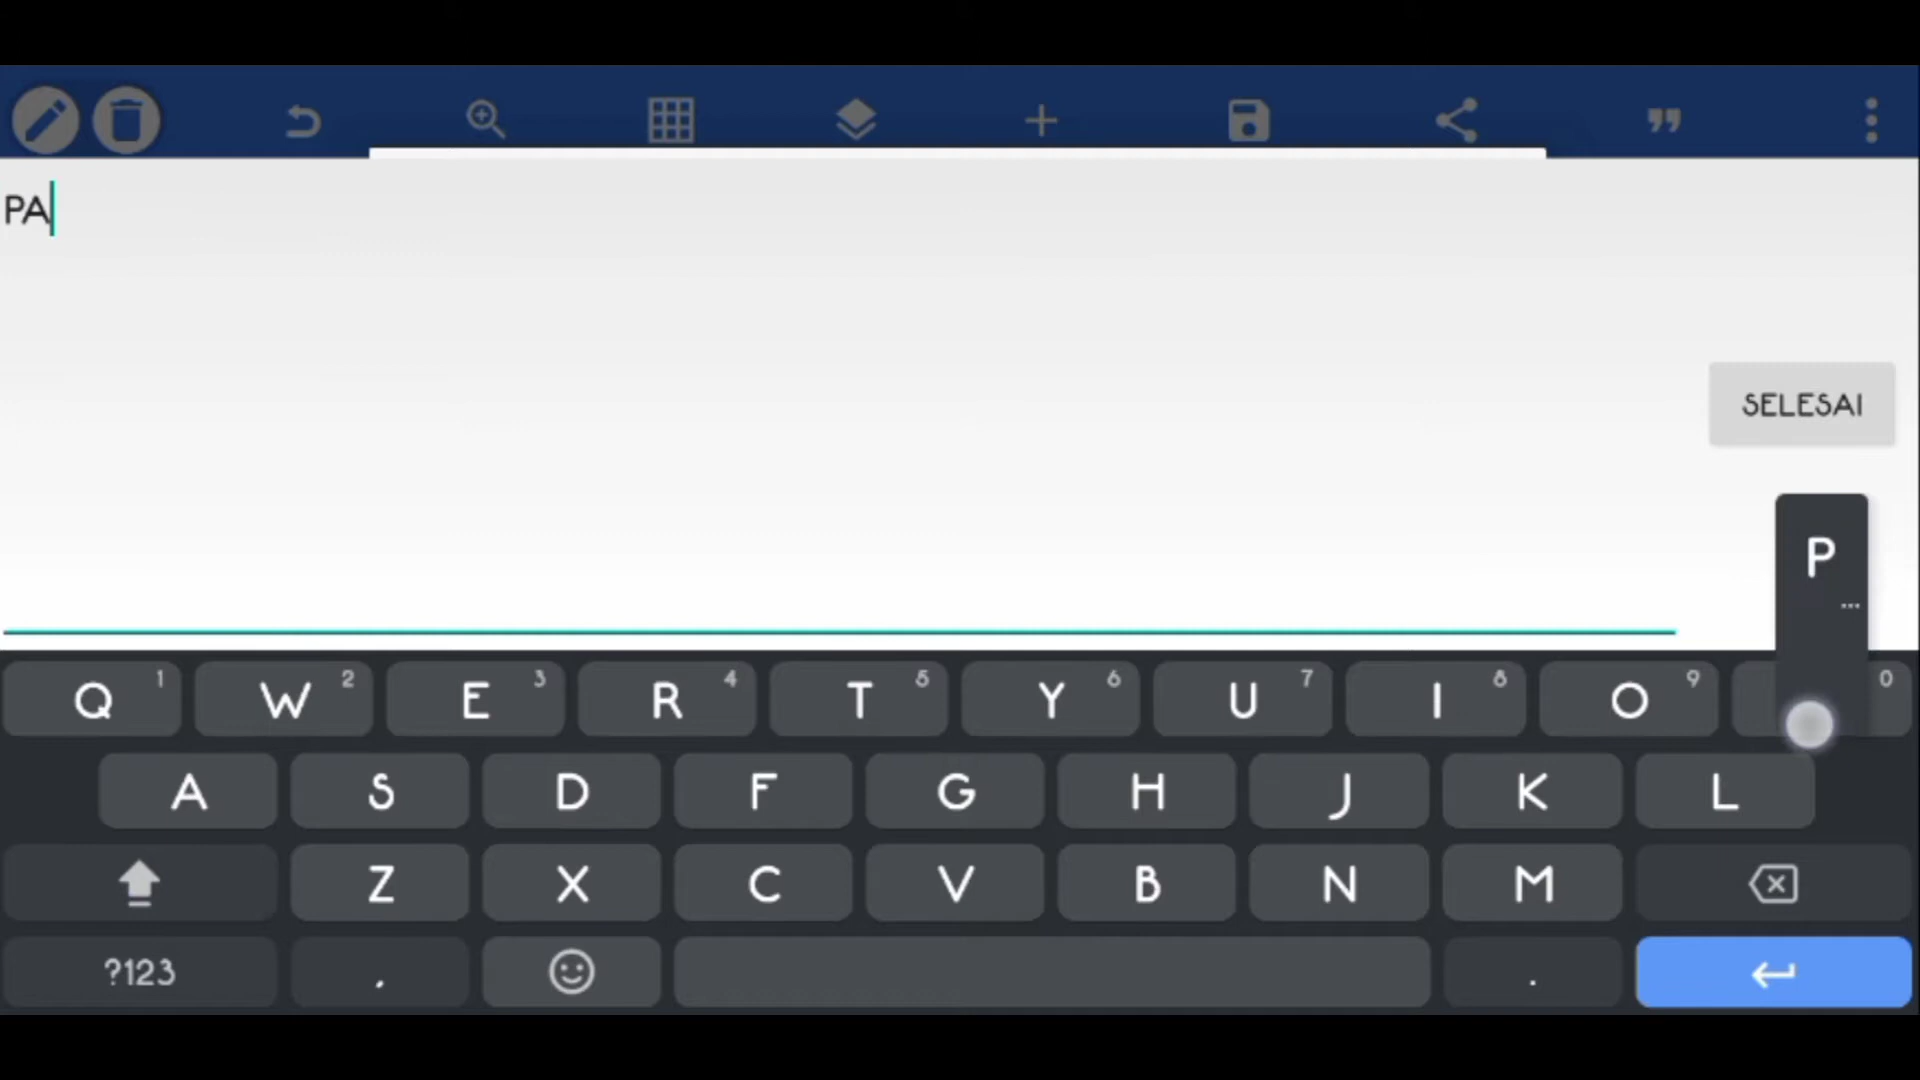 PA
SELESAI
P
...
Q 1 W 2 E 3 R 4 T 5 Y 6 U 7 I 8 O 9 0
A S D F G H J K L
Z X C V B N M
?123 , .